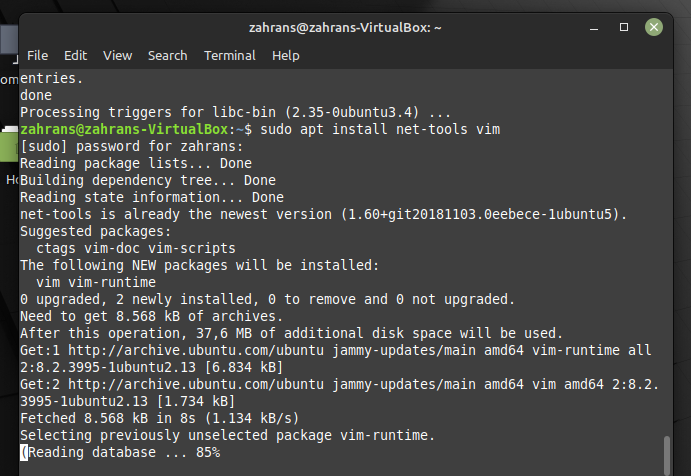 zahrans@zahrans-VirtualBox: ~
File Edit View Search Terminal Help
entries.
done
Processing triggers for libc-bin (2.35-0ubuntu3.4) ...
zahrans@zahrans-VirtualBox:~$ sudo apt install net-tools vim
[sudo] password for zahrans:
Reading package lists... Done
Building dependency tree... Done
Reading state information... Done
net-tools is already the newest version (1.60+git20181103.0eebece-1ubuntu5).
Suggested packages:
  ctags vim-doc vim-scripts
The following NEW packages will be installed:
  vim vim-runtime
0 upgraded, 2 newly installed, 0 to remove and 0 not upgraded.
Need to get 8.568 kB of archives.
After this operation, 37,6 MB of additional disk space will be used.
Get:1 http://archive.ubuntu.com/ubuntu jammy-updates/main amd64 vim-runtime all
2:8.2.3995-1ubuntu2.13 [6.834 kB]
Get:2 http://archive.ubuntu.com/ubuntu jammy-updates/main amd64 vim amd64 2:8.2.
3995-1ubuntu2.13 [1.734 kB]
Fetched 8.568 kB in 8s (1.134 kB/s)
Selecting previously unselected package vim-runtime.
(Reading database ... 85%